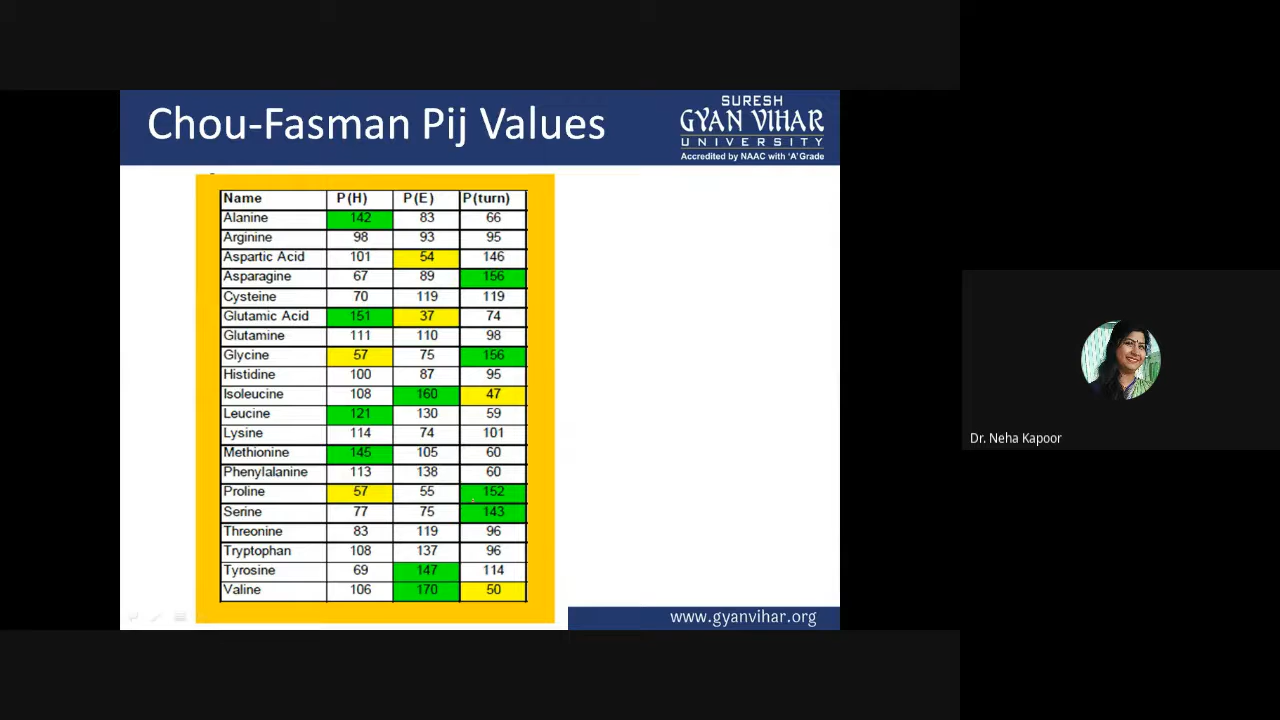 Chou-Fasman Pij Values
SURESH
GYAN VIHAR
UNIVERSITY
Accredited by NAAC with 'A' Grade
Name P(H) P(E) P(turn)
Alanine 142 83 66
Arginine 98 93 95
Aspartic Acid 101 54 146
Asparagine 67 89 156
Cysteine 70 119 119
Glutamic Acid 151 37 74
Glutamine 111 110 98
Glycine 57 75 156
Histidine 100 87 95
Isoleucine 108 160 47
Leucine 121 130 59
Lysine 114 74 101
Methionine 145 105 60
Phenylalanine 113 138 60
Proline 57 55 152
Serine 77 75 143
Threonine 83 119 96
Tryptophan 108 137 96
Tyrosine 69 147 114
Valine 106 170 50
www.gyanvihar.org
Dr. Neha Kapoor